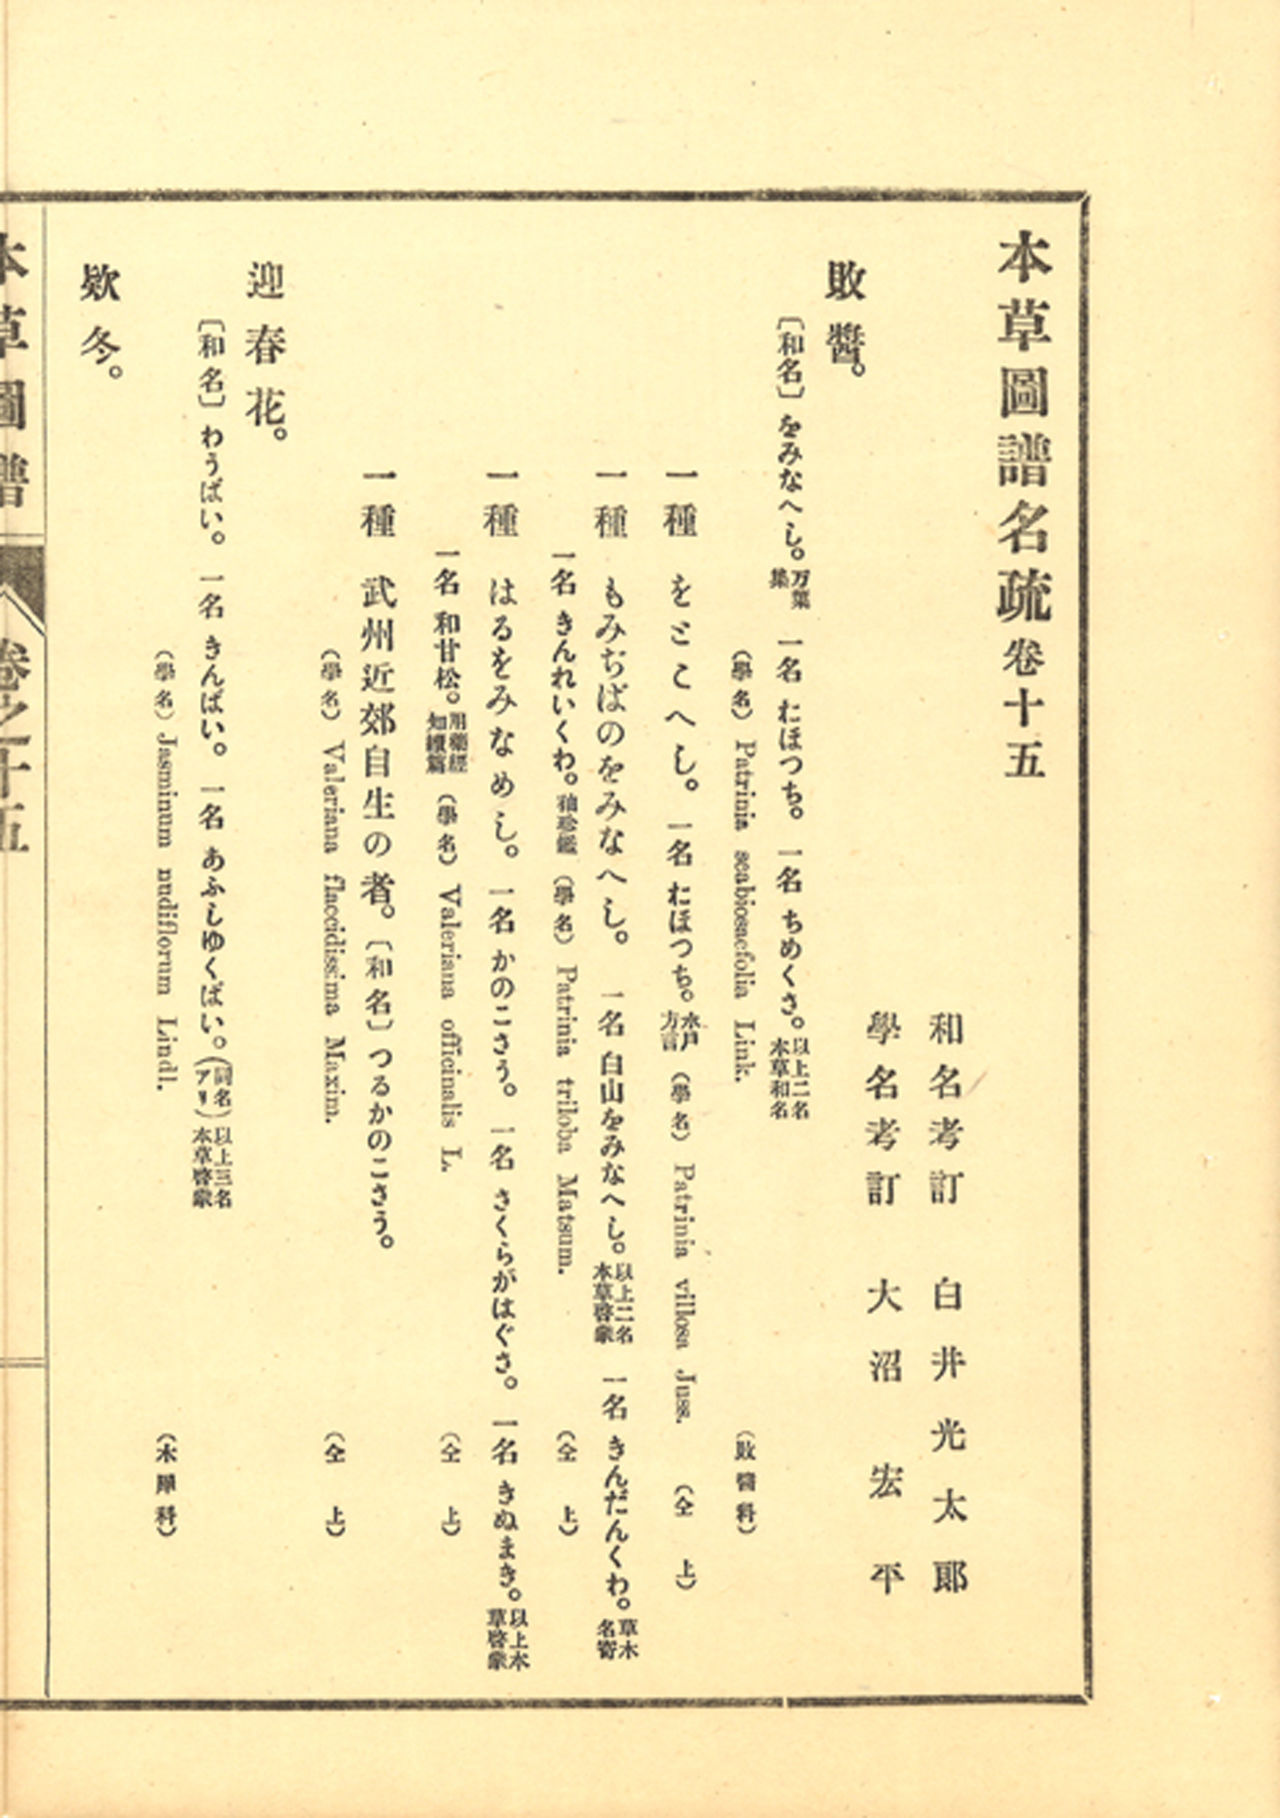 本草圖譜名疏 卷十五
和名考訂 白井光太郎
學名考訂 大沼宏平
敗醬。
〔和名〕をみなへし。万葉集 一名 むほつち。 一名 ちめくさ。以上二名本草和名
（學名）Patrinia scabiosaefolia Link. （敗醬科）
一種 をとこへし。 一名 むほつち。水戸方言 （學名）Patrinia villosa Juss. （仝上）
一種 もみぢばのをみなへし。 一名 白山をみなへし。以上二名本草啓蒙 一名 きんだんくわ。草木名寄
一名 きんれいくわ。袖珍鑑 （學名）Patrinia triloba Matsum. （仝上）
一種 はるをみなめし。 一名 かのこさう。 一名 さくらがはぐさ。 一名 きぬまき。以上本草啓蒙
一名 和甘松。用藥經知續篇 （學名）Valeriana officinalis L. （仝上）
一種 武州近郊自生の者。〔和名〕つるかのこさう。
（學名）Valeriana flaccidissima Maxim. （仝上）
迎春花。
〔和名〕わうばい。 一名 きんばい。 一名 あふしゆくばい。（同名アリ）以上三名本草啓蒙
（學名）Jasminum nudiflorum Lindl. （木犀科）
欵冬。
本草圖譜 卷之十五